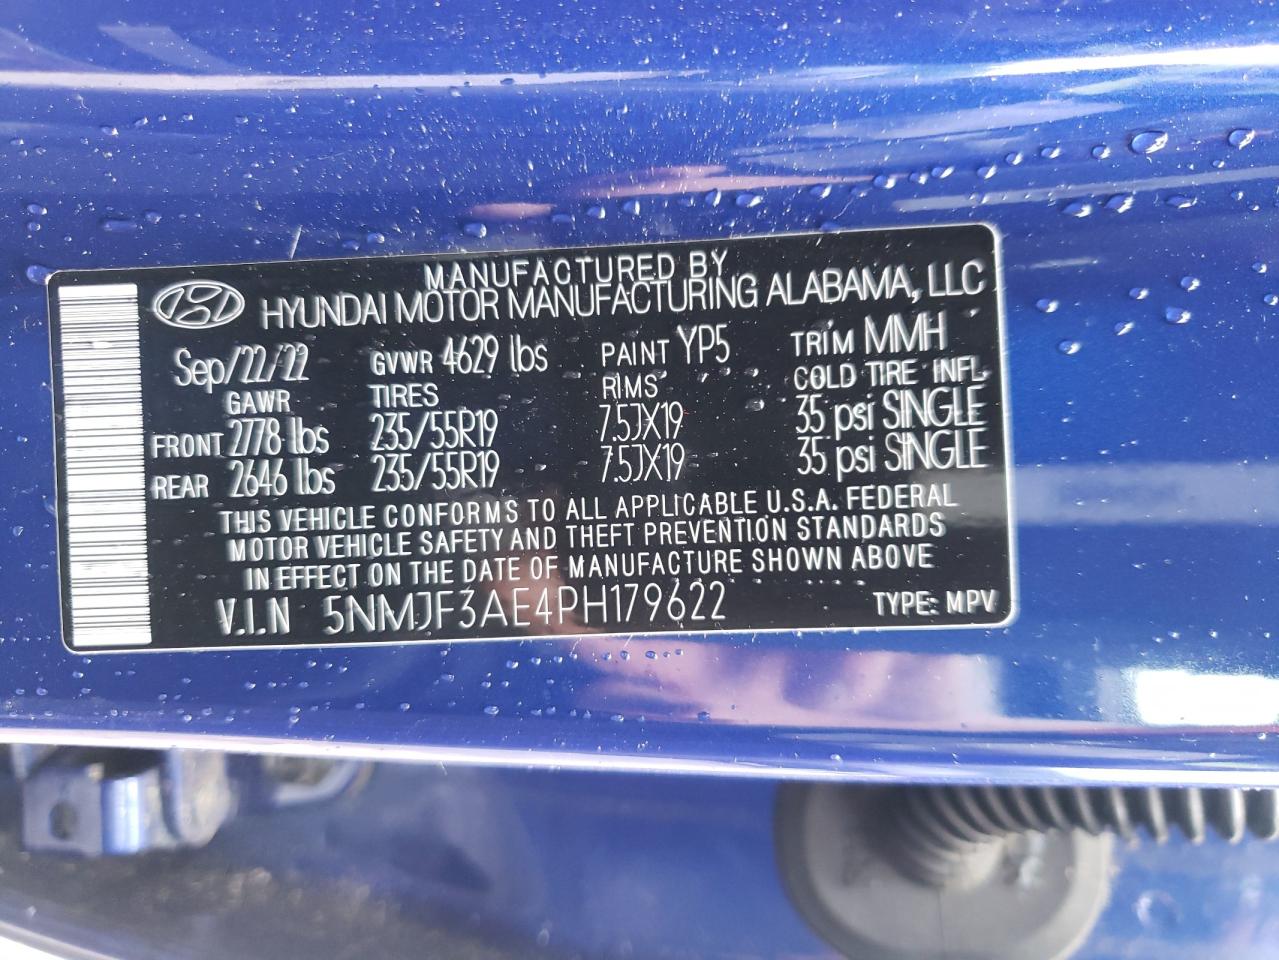 MANUFACTURED BY
HYUNDAI MOTOR MANUFACTURING ALABAMA, LLC
Sep/22/22 GVWR 4629 lbs PAINT YP5 TRIM MMH
GAWR TIRES RIMS COLD TIRE INFL
FRONT 2778 lbs 235/55R19 7.5JX19 35 psi SINGLE
REAR 2646 lbs 235/55R19 7.5JX19 35 psi SINGLE
THIS VEHICLE CONFORMS TO ALL APPLICABLE U.S.A. FEDERAL
MOTOR VEHICLE SAFETY AND THEFT PREVENTION STANDARDS
IN EFFECT ON THE DATE OF MANUFACTURE SHOWN ABOVE
V.I.N 5NMJF3AE4PH179622 TYPE: MPV